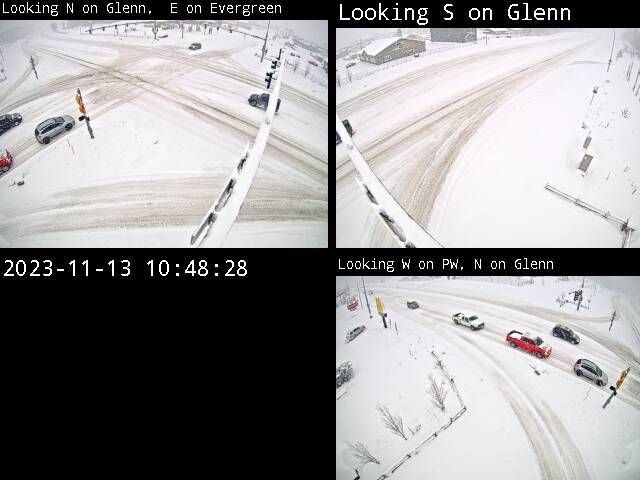 Looking N on Glenn, E on Evergreen
Looking S on Glenn
2023-11-13 10:48:28
Looking W on PW, N on Glenn